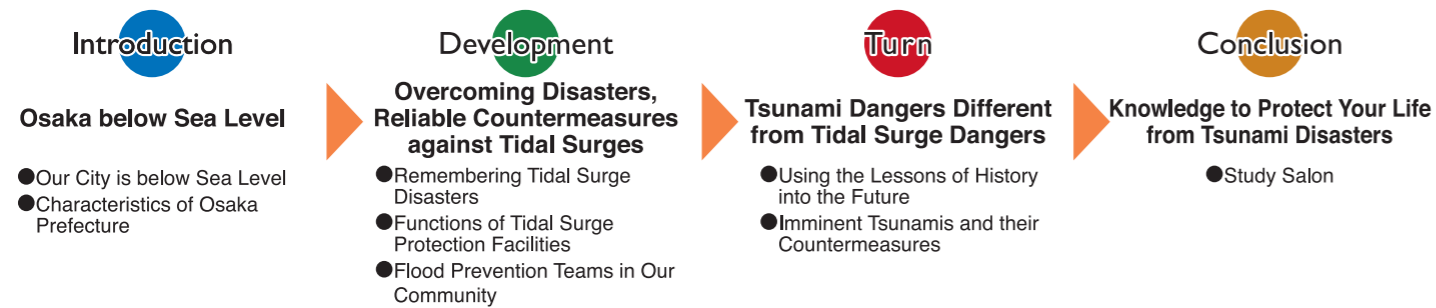 Introduction
Osaka below Sea Level
●Our City is below Sea Level
●Characteristics of Osaka
Prefecture
Development
Overcoming Disasters,
Reliable Countermeasures
against Tidal Surges
●Remembering Tidal Surge
Disasters
●Functions of Tidal Surge
Protection Facilities
●Flood Prevention Teams in Our
Community
Turn
Tsunami Dangers Different
from Tidal Surge Dangers
●Using the Lessons of History
into the Future
●Imminent Tsunamis and their
Countermeasures
Conclusion
Knowledge to Protect Your Life
from Tsunami Disasters
●Study Salon